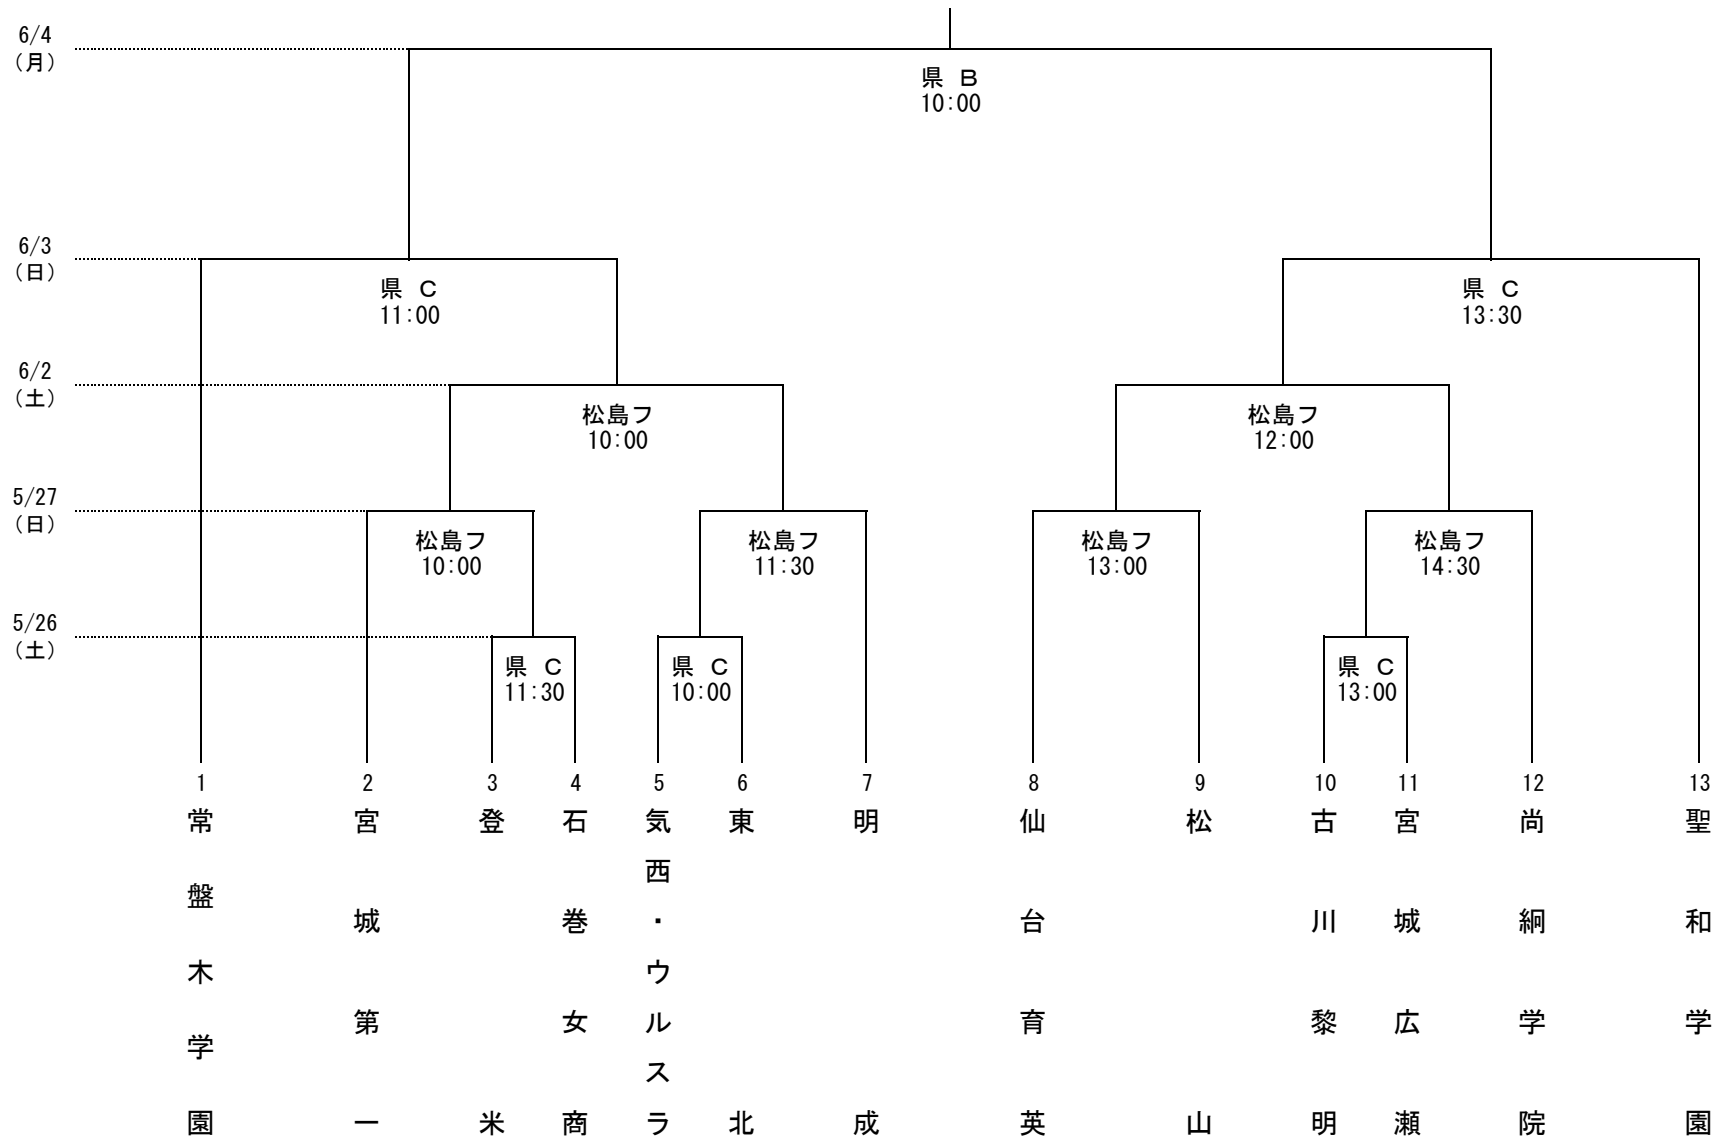 6/4
（月）
県 B
10:00
6/3
（日）
県 C
11:00
県 C
13:30
6/2
（土）
松島フ
10:00
松島フ
12:00
5/27
（日）
松島フ
10:00
松島フ
11:30
松島フ
13:00
松島フ
14:30
5/26
（土）
県 C
11:30
県 C
10:00
県 C
13:00
1
常盤木学園
2
宮城第一
3
登米
4
石巻女商
5
気西・ウルスラ
6
東北
7
明成
8
仙台育英
9
松山
10
古川黎明
11
宮城広瀬
12
尚絅学院
13
聖和学園